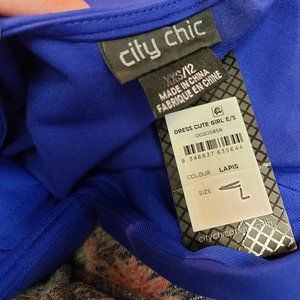 city chic
XXS/12
MADE IN CHINA
FABRIQUE EN CHINE
DRESS CUTE GIRL E/S
00205858
9 346637 635644
COLOUR LAPIS
SIZE L
citychic